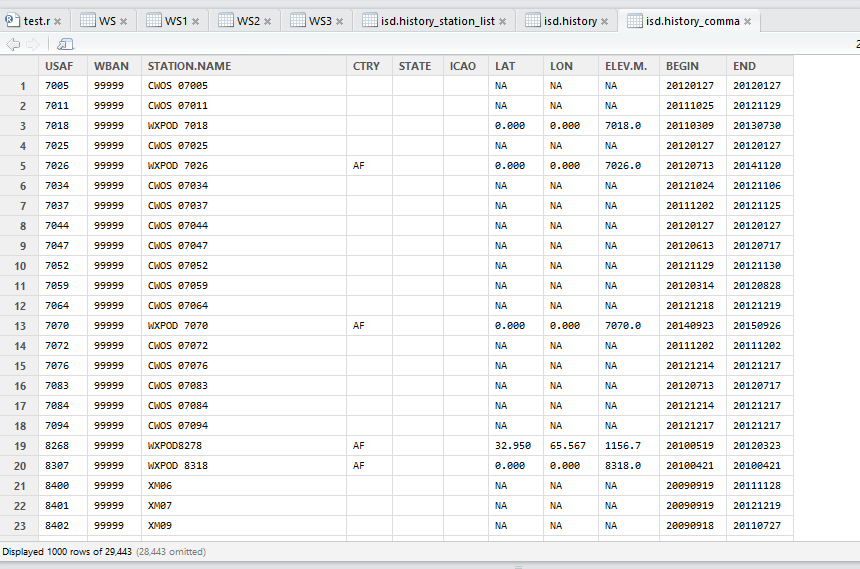 test.r WS WS1 WS2 WS3 isd.history_station_list isd.history isd.history_comma
2
USAF WBAN STATION.NAME CTRY STATE ICAO LAT LON ELEV.M. BEGIN END
1 7005 99999 CWOS 07005 NA NA NA 20120127 20120127
2 7011 99999 CWOS 07011 NA NA NA 20111025 20121129
3 7018 99999 WXPOD 7018 0.000 0.000 7018.0 20110309 20130730
4 7025 99999 CWOS 07025 NA NA NA 20120127 20120127
5 7026 99999 WXPOD 7026 AF 0.000 0.000 7026.0 20120713 20141120
6 7034 99999 CWOS 07034 NA NA NA 20121024 20121106
7 7037 99999 CWOS 07037 NA NA NA 20111202 20121125
8 7044 99999 CWOS 07044 NA NA NA 20120127 20120127
9 7047 99999 CWOS 07047 NA NA NA 20120613 20120717
10 7052 99999 CWOS 07052 NA NA NA 20121129 20121130
11 7059 99999 CWOS 07059 NA NA NA 20120314 20120828
12 7064 99999 CWOS 07064 NA NA NA 20121218 20121219
13 7070 99999 WXPOD 7070 AF 0.000 0.000 7070.0 20140923 20150926
14 7072 99999 CWOS 07072 NA NA NA 20111202 20111202
15 7076 99999 CWOS 07076 NA NA NA 20121214 20121217
16 7083 99999 CWOS 07083 NA NA NA 20120713 20120717
17 7084 99999 CWOS 07084 NA NA NA 20121214 20121217
18 7094 99999 CWOS 07094 NA NA NA 20121217 20121217
19 8268 99999 WXPOD8278 AF 32.950 65.567 1156.7 20100519 20120323
20 8307 99999 WXPOD 8318 AF 0.000 0.000 8318.0 20100421 20100421
21 8400 99999 XM06 NA NA NA 20090919 20111128
22 8401 99999 XM07 NA NA NA 20090919 20121219
23 8402 99999 XM09 NA NA NA 20090918 20110727
Displayed 1000 rows of 29,443 (28,443 omitted)